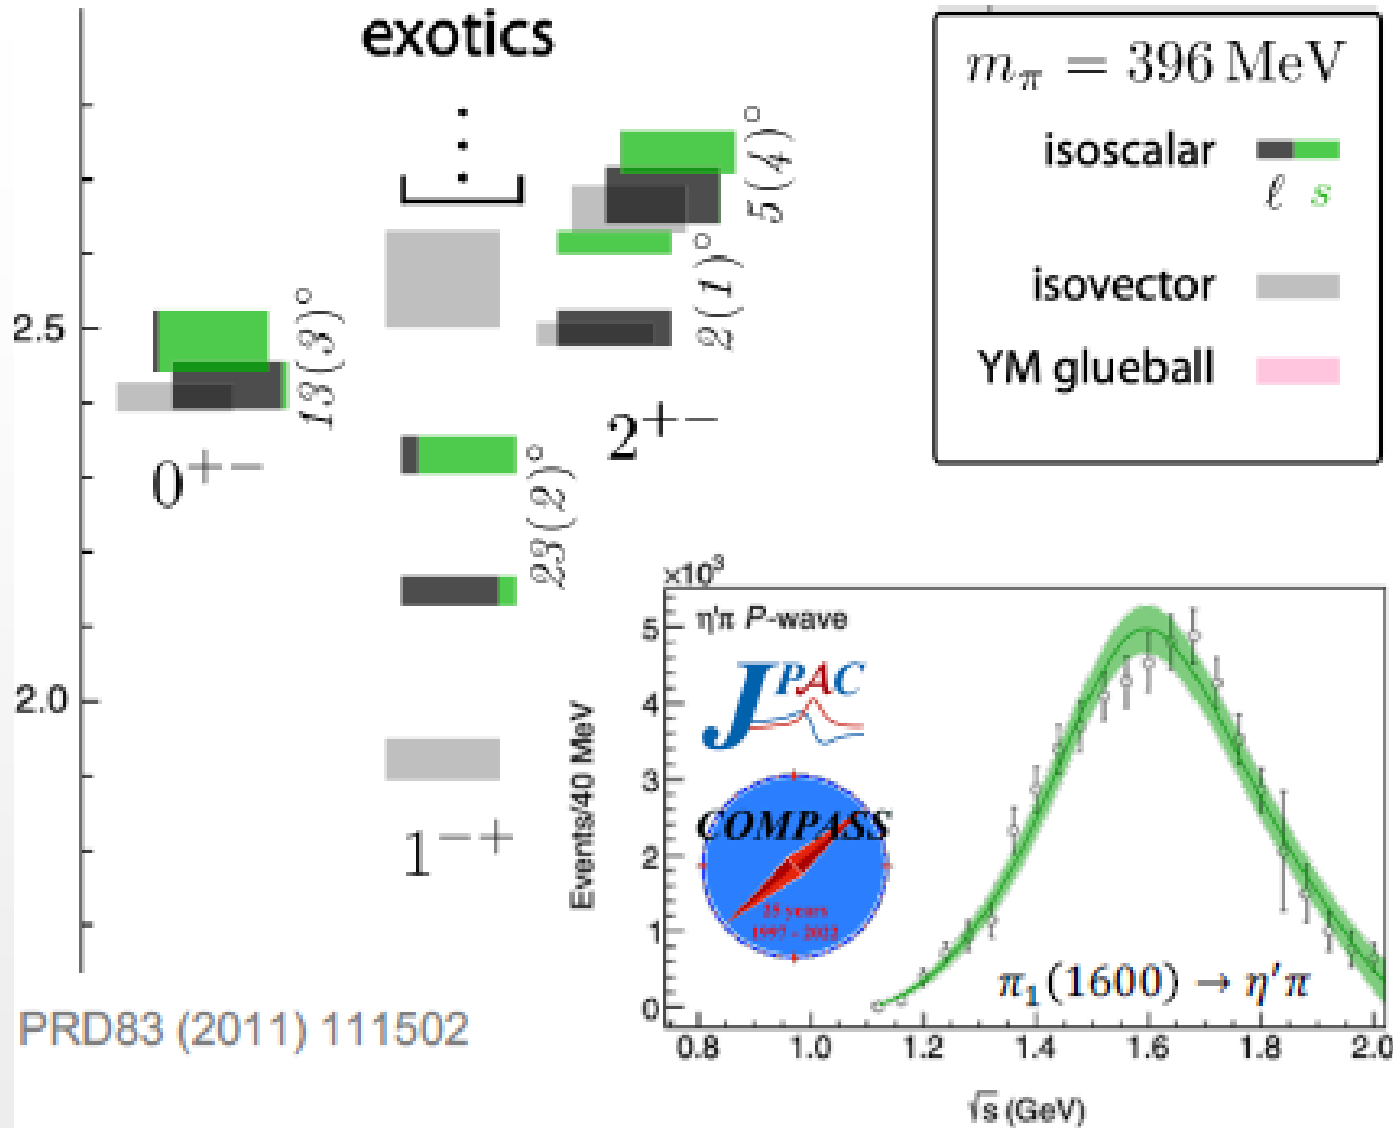 exotics
2.5
2.0
13(3)°
0⁺⁻
23(2)°
1⁻⁺
5(4)°
2(1)°
2⁺⁻
m_π = 396 MeV
isoscalar
ℓ s
isovector
YM glueball
PRD83 (2011) 111502
×10³
η'π P-wave
JPAC
COMPASS
25 years
1997 - 2022
π₁(1600) → η'π
Events/40 MeV
5
4
3
2
1
0
0.8 1.0 1.2 1.4 1.6 1.8 2.0
√s (GeV)